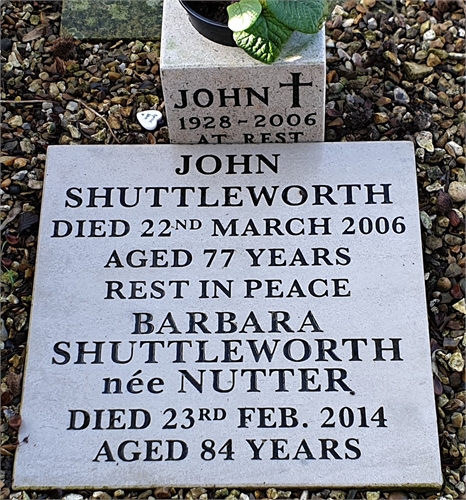 JOHN ✝
1928 - 2006
AT REST
JOHN
SHUTTLEWORTH
DIED 22ND MARCH 2006
AGED 77 YEARS
REST IN PEACE
BARBARA
SHUTTLEWORTH
née NUTTER
DIED 23RD FEB. 2014
AGED 84 YEARS